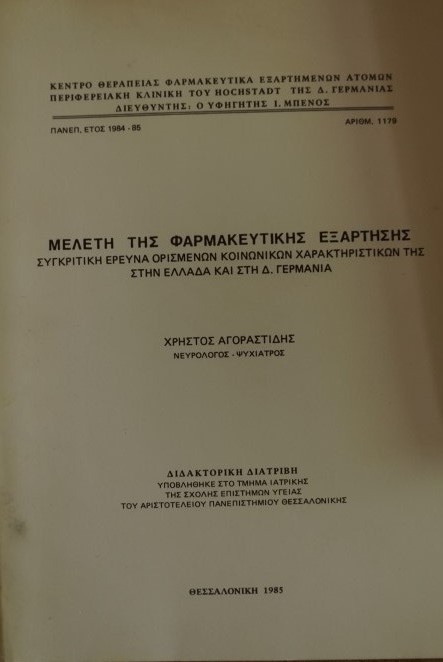 ΚΕΝΤΡΟ ΘΕΡΑΠΕΙΑΣ ΦΑΡΜΑΚΕΥΤΙΚΑ ΕΞΑΡΤΗΜΕΝΩΝ ΑΤΟΜΩΝ
ΠΕΡΙΦΕΡΕΙΑΚΗ ΚΛΙΝΙΚΗ ΤΟΥ HOCHSTADT ΤΗΣ Δ. ΓΕΡΜΑΝΙΑΣ
ΔΙΕΥΘΥΝΤΗΣ: Ο ΥΦΗΓΗΤΗΣ Ι. ΜΠΕΝΟΣ
ΠΑΝΕΠ. ΕΤΟΣ 1984 - 85
ΑΡΙΘΜ. 1179
ΜΕΛΕΤΗ ΤΗΣ ΦΑΡΜΑΚΕΥΤΙΚΗΣ ΕΞΑΡΤΗΣΗΣ
ΣΥΓΚΡΙΤΙΚΗ ΕΡΕΥΝΑ ΟΡΙΣΜΕΝΩΝ ΚΟΙΝΩΝΙΚΩΝ ΧΑΡΑΚΤΗΡΙΣΤΙΚΩΝ ΤΗΣ
ΣΤΗΝ ΕΛΛΑΔΑ ΚΑΙ ΣΤΗ Δ. ΓΕΡΜΑΝΙΑ
ΧΡΗΣΤΟΣ ΑΓΟΡΑΣΤΙΔΗΣ
ΝΕΥΡΟΛΟΓΟΣ - ΨΥΧΙΑΤΡΟΣ
ΔΙΔΑΚΤΟΡΙΚΗ ΔΙΑΤΡΙΒΗ
ΥΠΟΒΛΗΘΗΚΕ ΣΤΟ ΤΜΗΜΑ ΙΑΤΡΙΚΗΣ
ΤΗΣ ΣΧΟΛΗΣ ΕΠΙΣΤΗΜΩΝ ΥΓΕΙΑΣ
ΤΟΥ ΑΡΙΣΤΟΤΕΛΕΙΟΥ ΠΑΝΕΠΙΣΤΗΜΙΟΥ ΘΕΣΣΑΛΟΝΙΚΗΣ
ΘΕΣΣΑΛΟΝΙΚΗ 1985